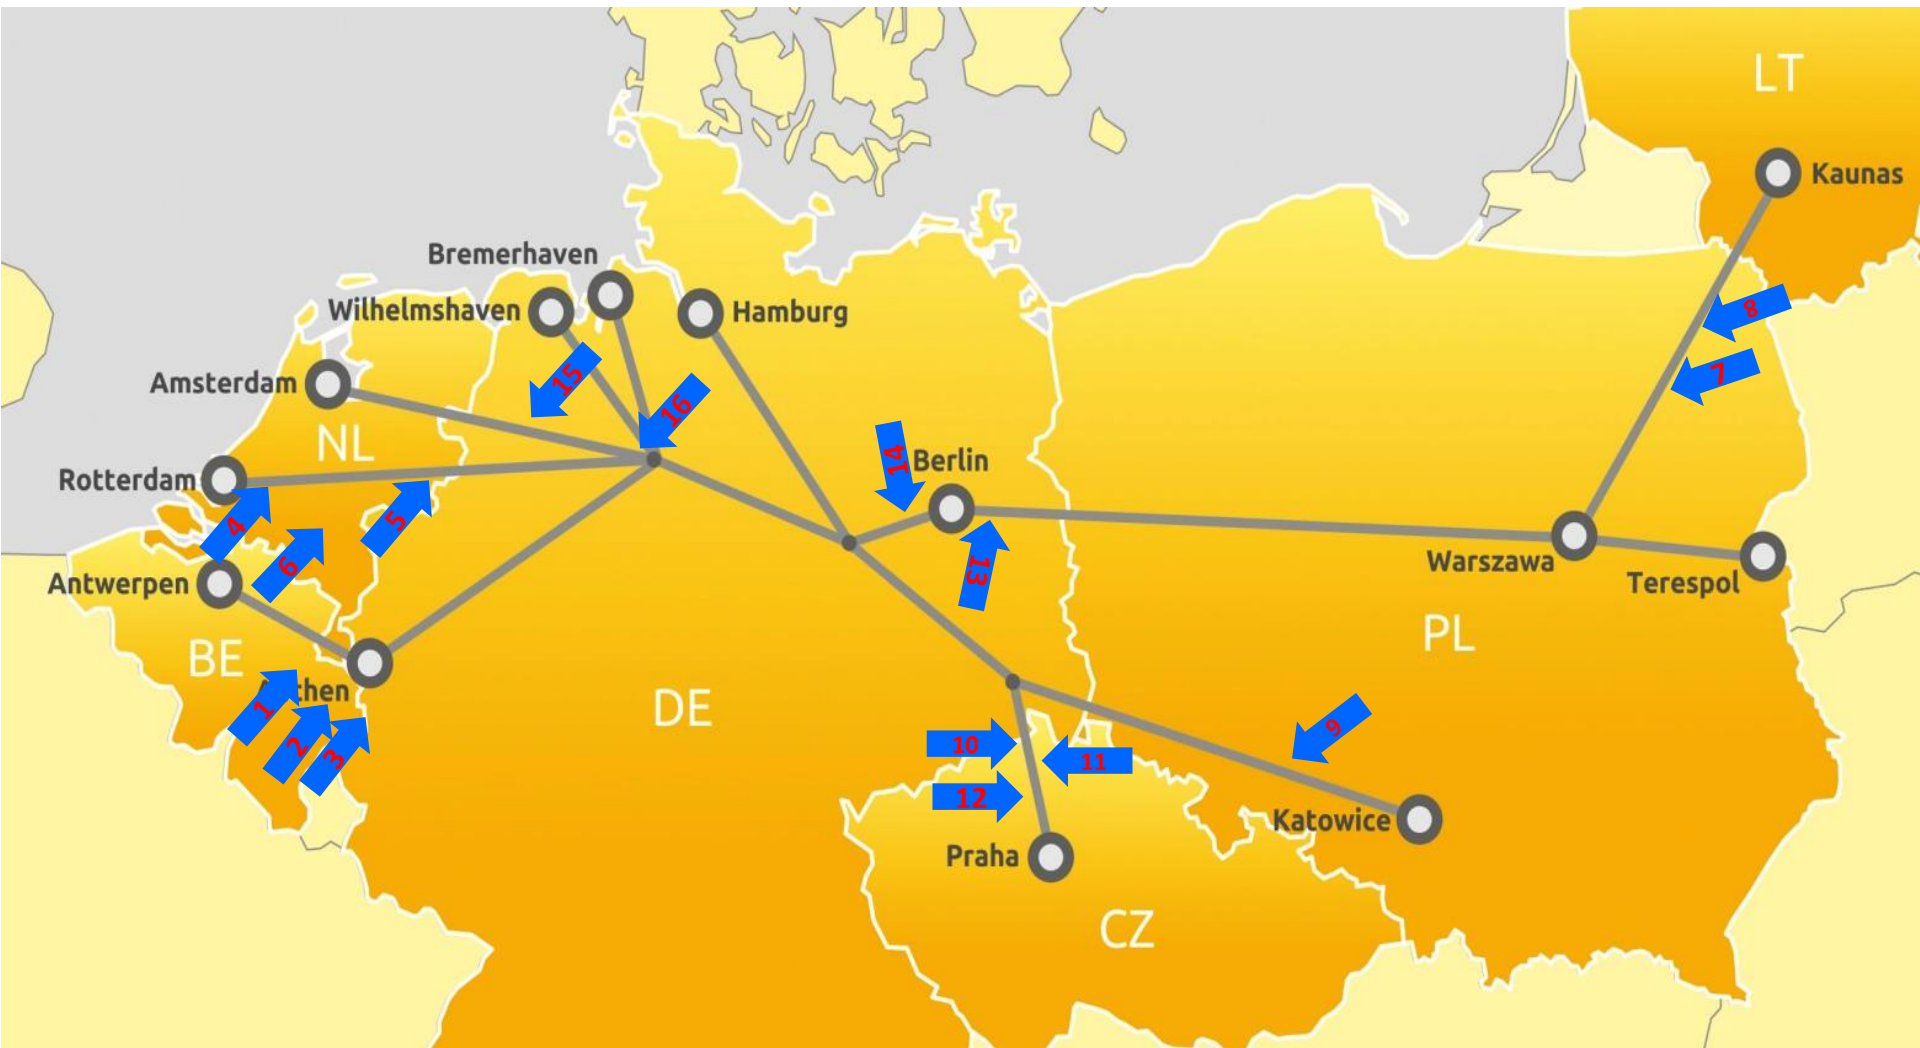 LT
Kaunas
Bremerhaven
Wilhelmshaven
Hamburg
8
7
15
16
Amsterdam
NL
14
Berlin
Rotterdam
4
5
6
13
Warszawa
Terespol
Antwerpen
BE
PL
chen
1
2
3
DE
9
10
11
12
Katowice
Praha
CZ